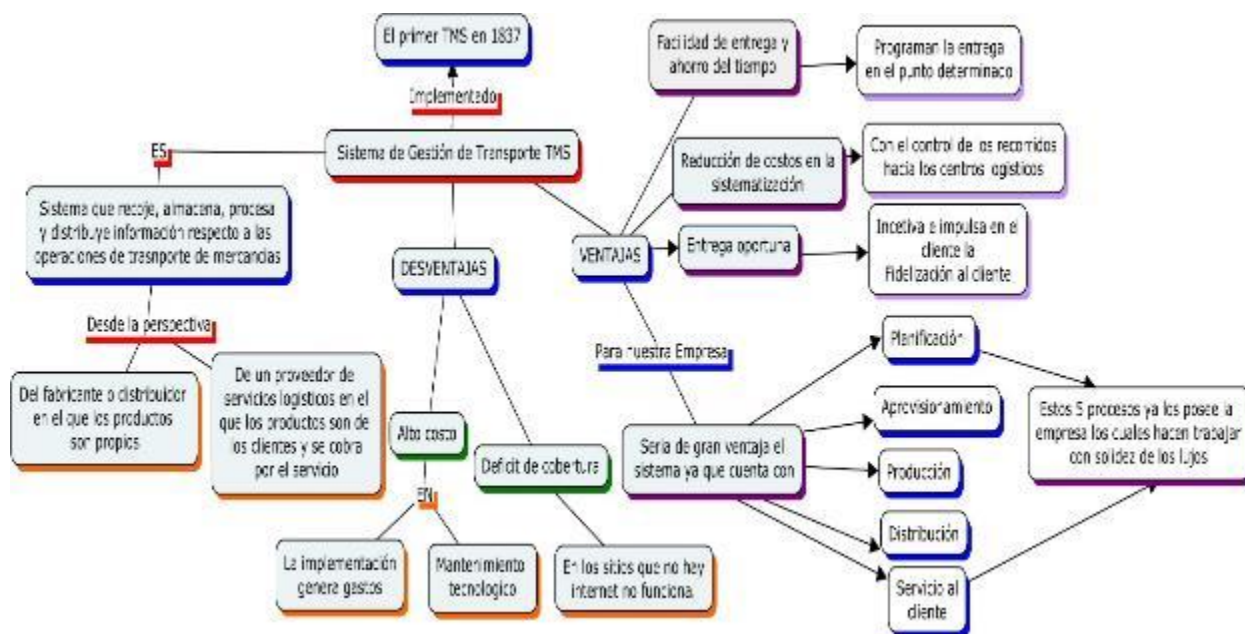 El primer TMS en 1837
Implementado
Sistema de Gestión de Transporte TMS
ES
Sistema que recoje, almacena, procesa
y distribuye información respecto a las
operaciones de trasnporte de mercancias
Desde la perspectiva
Del fabricante o distribuidor
en el que los productos
son propios
De un proveedor de
servicios logísticos en el
que los productos son de
los clientes y se cobra
por el servicio
DESVENTAJAS
Alto costo
EN
La implementación
genera gastos
Mantenimiento
tecnologico
Deficit de cobertura
En los sitios que no hay
internet no funciona.
VENTAJAS
Facilidad de entrega y
ahorro del tiempo
Programan la entrega
en el punto determinado
Reducción de costos en la
sistematización
Con el control de los recorridos
hacia los centros logísticos
Entrega oportuna
Incetiva e impulsa en el
cliente la
Fidelización al cliente
Para nuestra Empresa
Seria de gran ventaja el
sistema ya que cuenta con
Planificación
Aprovisionamiento
Producción
Distribución
Servicio al
cliente
Estos 5 procesos ya los posee la
empresa los cuales hacen trabajar
con solidez de los lujos